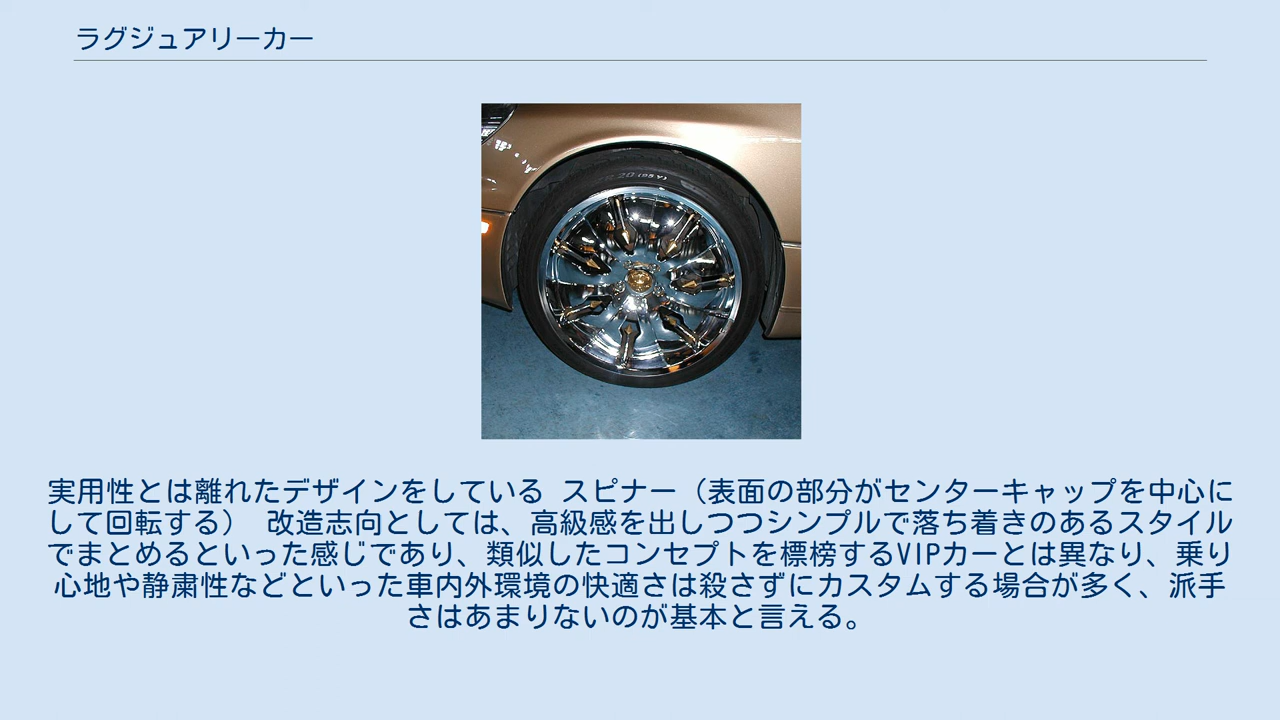 ラグジュアリーカー
R 20 (95Y)
実用性とは離れたデザインをしている スピナー（表面の部分がセンターキャップを中心に
して回転する） 改造志向としては、高級感を出しつつシンプルで落ち着きのあるスタイル
でまとめるといった感じであり、類似したコンセプトを標榜するVIPカーとは異なり、乗り
心地や静粛性などといった車内外環境の快適さは殺さずにカスタムする場合が多く、派手
さはあまりないのが基本と言える。